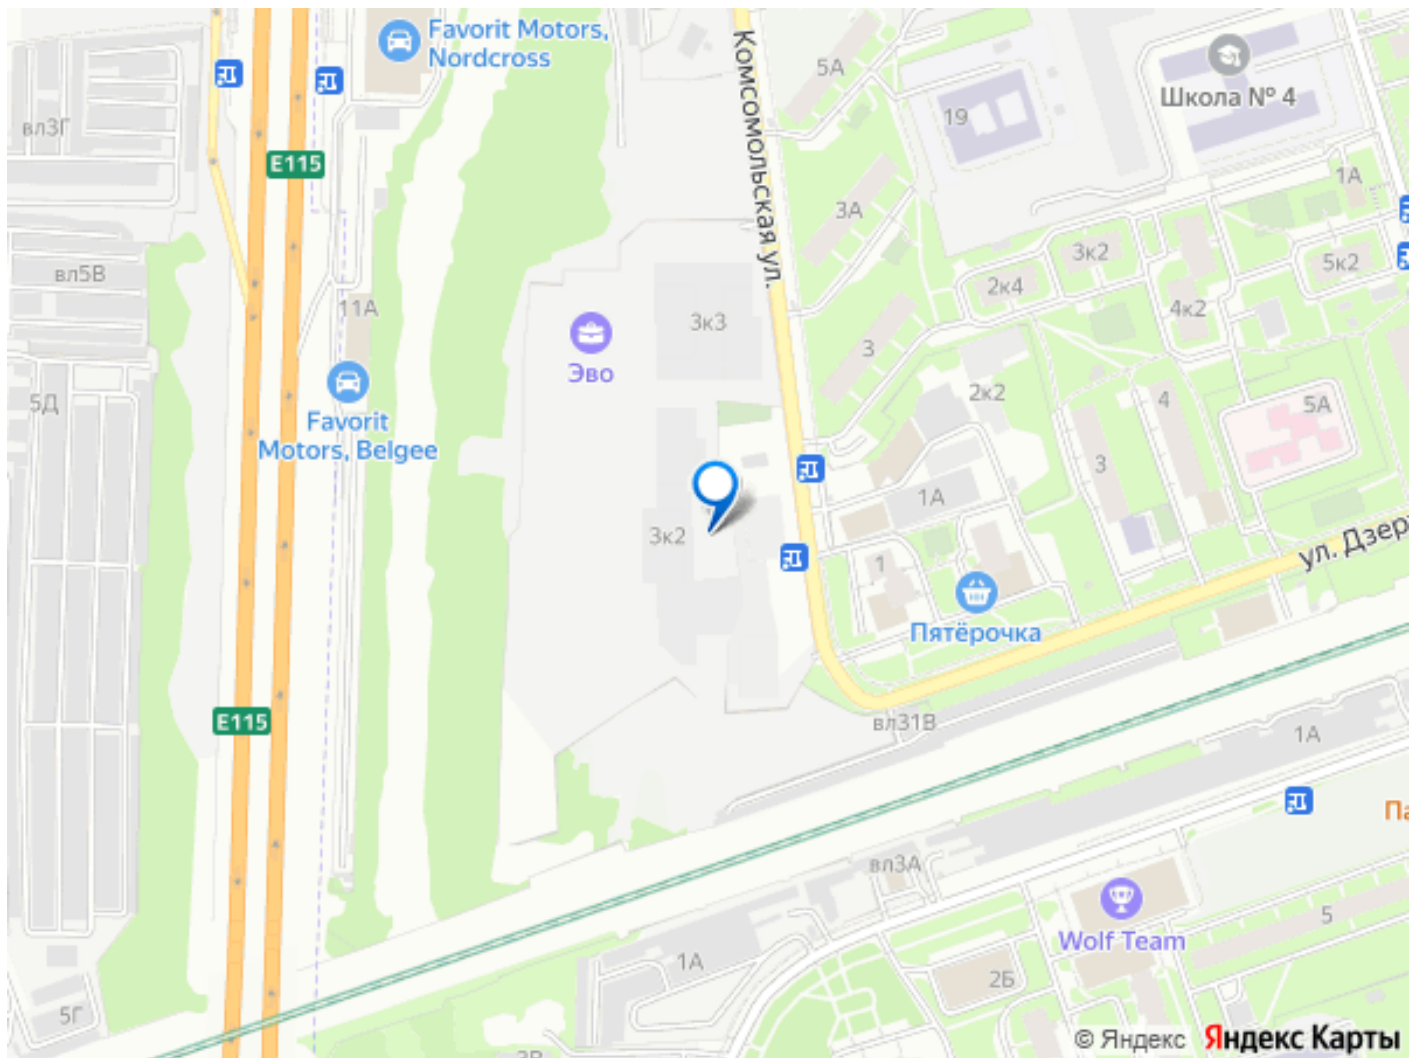 Favorit Motors,
Nordcross
Комсомольская ул.
5А
Школа № 4
19
вл3Г
E115
1А
3А
3к2
5к2
вл5В
2к4
4к2
11А
3к3
Эво
3
2к2
5Д
4
5А
Favorit
Motors, Belgee
3
1А
3к2
1
ул. Дзер
Пятёрочка
E115
вл31В
1А
Па
вл3А
5
Wolf Team
1А
2Б
5Г
3В
© Яндекс Яндекс Карты